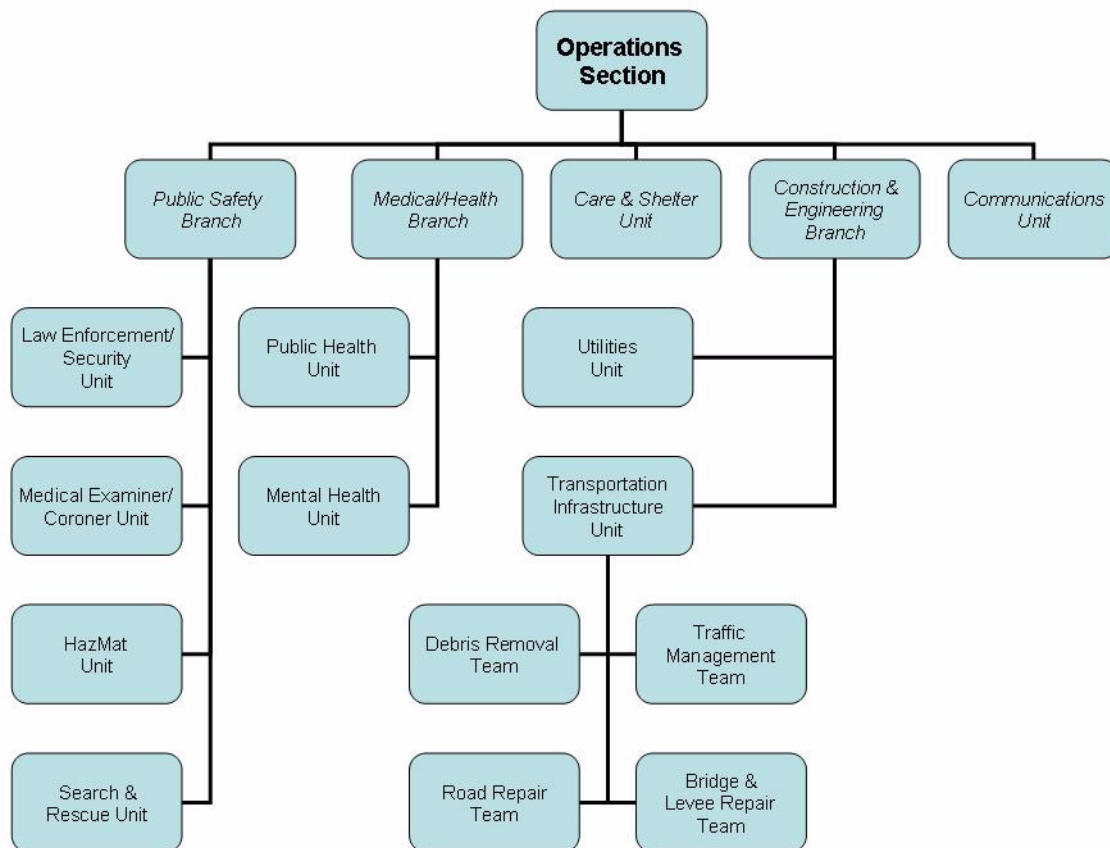 Operations
Section
Public Safety
Branch
Medical/Health
Branch
Care & Shelter
Unit
Construction &
Engineering
Branch
Communications
Unit
Law Enforcement/
Security
Unit
Public Health
Unit
Utilities
Unit
Medical Examiner/
Coroner Unit
Mental Health
Unit
Transportation
Infrastructure
Unit
HazMat
Unit
Debris Removal
Team
Traffic
Management
Team
Search &
Rescue Unit
Road Repair
Team
Bridge &
Levee Repair
Team